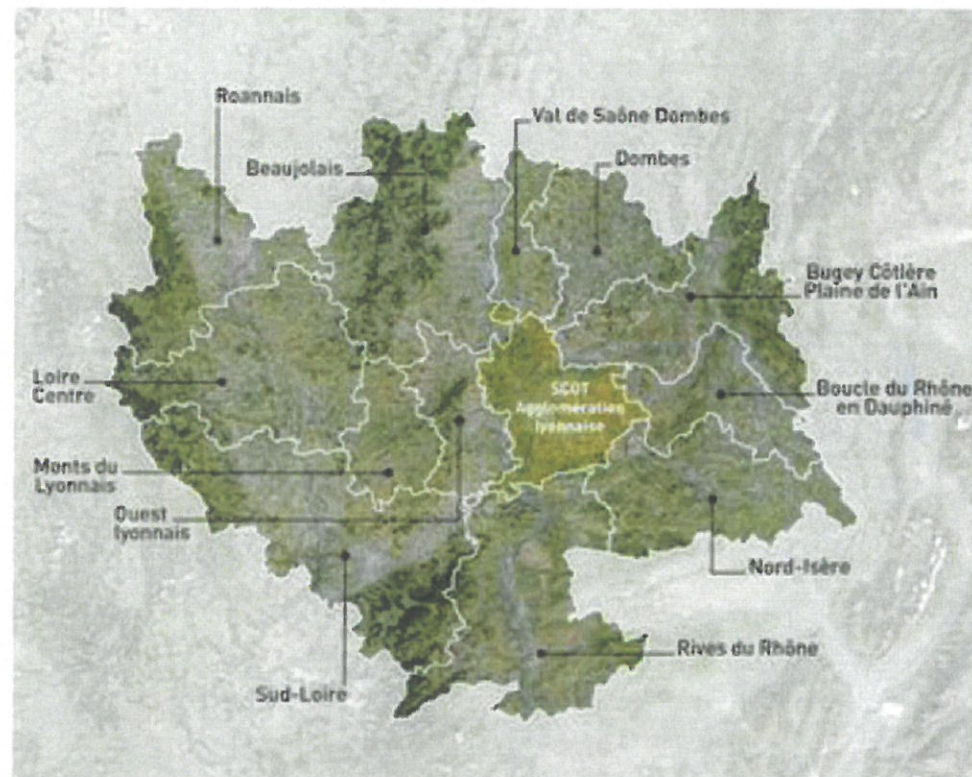 Roannais
Val de Saône Dombes
Beaujolais
Dombes
Bugey Côtière
Plaine de l'Ain
Loire
Centre
SCOT
Agglomération
lyonnaise
Boucle du Rhône
en Dauphiné
Monts du
Lyonnais
Ouest
lyonnais
Nord-Isère
Rives du Rhône
Sud-Loire